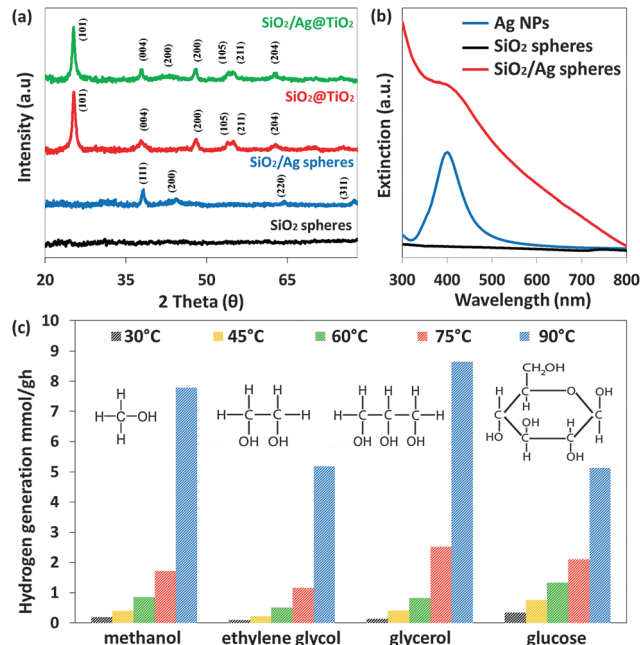 (a)
Intensity (a.u)
(101)
(004)
(200)
(200)
(105)
(211)
(204)
SiO₂/Ag@TiO₂
(101)
(004)
(200)
(105)
(211)
(204)
SiO₂@TiO₂
(111)
(200)
(220)
(311)
SiO₂/Ag spheres
SiO₂ spheres
20 35 50 65
2 Theta (θ)
(b)
Extinction (a.u.)
Ag NPs
SiO₂ spheres
SiO₂/Ag spheres
300 400 500 600 700 800
Wavelength (nm)
(c)
Hydrogen generation mmol/gh
10
9
8
7
6
5
4
3
2
1
0
30°C 45°C 60°C 75°C 90°C
H
H–C–OH
H
H H
H–C–C–H
OH OH
H H H
H–C–C–C–H
OH OH OH
CH₂OH
H C O OH
H
C C
OH H
HO H
C C
H OH
methanol ethylene glycol glycerol glucose